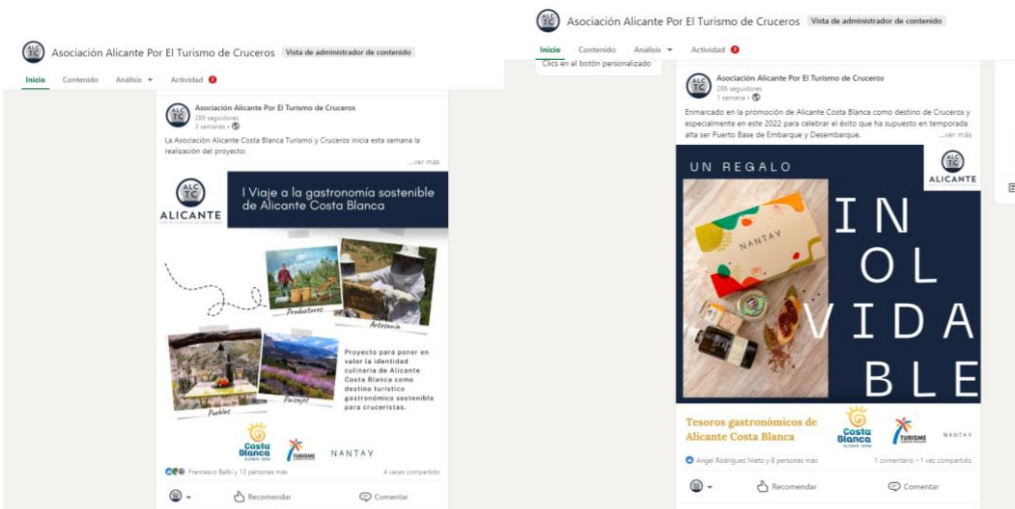 Asociación Alicante Por El Turismo de Cruceros Vista de administrador de contenido
Inicio Contenido Análisis Actividad 2
Asociación Alicante Por El Turismo de Cruceros
286 seguidores
3 semanas •
La Asociación Alicante Costa Blanca Turismo y Cruceros inicia esta semana la
realización del proyecto:
...ver más
ALC
TC
ALICANTE
I Viaje a la gastronomía sostenible
de Alicante Costa Blanca
Productores
Artesanía
Pueblos
Paisajes
Proyecto para poner en
valor la identidad
culinaria de Alicante
Costa Blanca como
destino turístico
gastronómico sostenible
para cruceristas.
Costa
Blanca
TURISME
NANTAY
Francesco Balbi y 13 personas más 4 veces compartido
Recomendar Comentar
Asociación Alicante Por El Turismo de Cruceros Vista de administrador de contenido
Inicio Contenido Análisis Actividad 2
Clics en el botón personalizado
Asociación Alicante Por El Turismo de Cruceros
286 seguidores
1 semana •
Enmarcado en la promoción de Alicante Costa Blanca como destino de Cruceros y
especialmente en este 2022 para celebrar el éxito que ha supuesto en temporada
alta ser Puerto Base de Embarque y Desembarque. ...ver más
UN REGALO
ALC
TC
ALICANTE
NANTAY
IN
OL
VIDA
BLE
Tesoros gastronómicos de
Alicante Costa Blanca
Costa
Blanca
TURISME
NANTAY
Angel Rodriguez Nieto y 8 personas más 1 comentario • 1 vez compartido
Recomendar Comentar